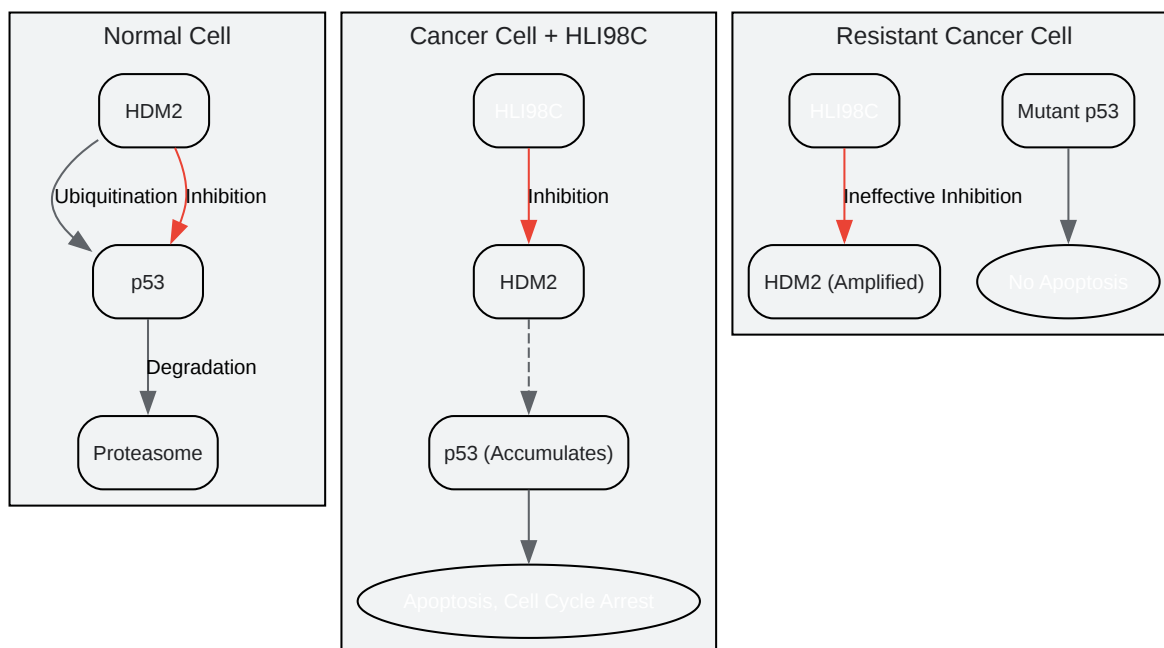 Normal Cell
HDM2
Ubiquitination
Inhibition
p53
Degradation
Proteasome
Cancer Cell + HLI98C
HLI98C
Inhibition
HDM2
p53 (Accumulates)
Apoptosis, Cell Cycle Arrest
Resistant Cancer Cell
HLI98C
Mutant p53
Ineffective Inhibition
HDM2 (Amplified)
No Apoptosis